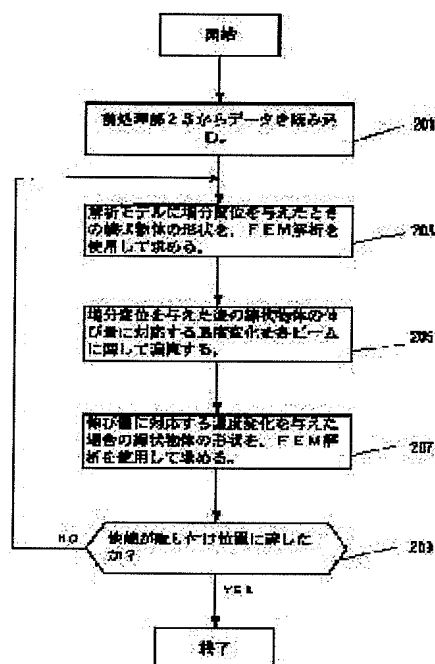 開始
前処理部23からデータを読み込
む。
201
解析モデルに増分変位を与えたとき
の線状物体の形状を、FEM解析を
使用して求める。
203
増分変位を与えた後の線状物体の伸
び量に対応する温度変化を各ビーム
に関して演算する。
205
伸び量に対応する温度変化を与えた
場合の線状物体の形状を、FEM解
析を使用して求める。
207
取り付け位置に達した
か?
209
NO
YES
終了